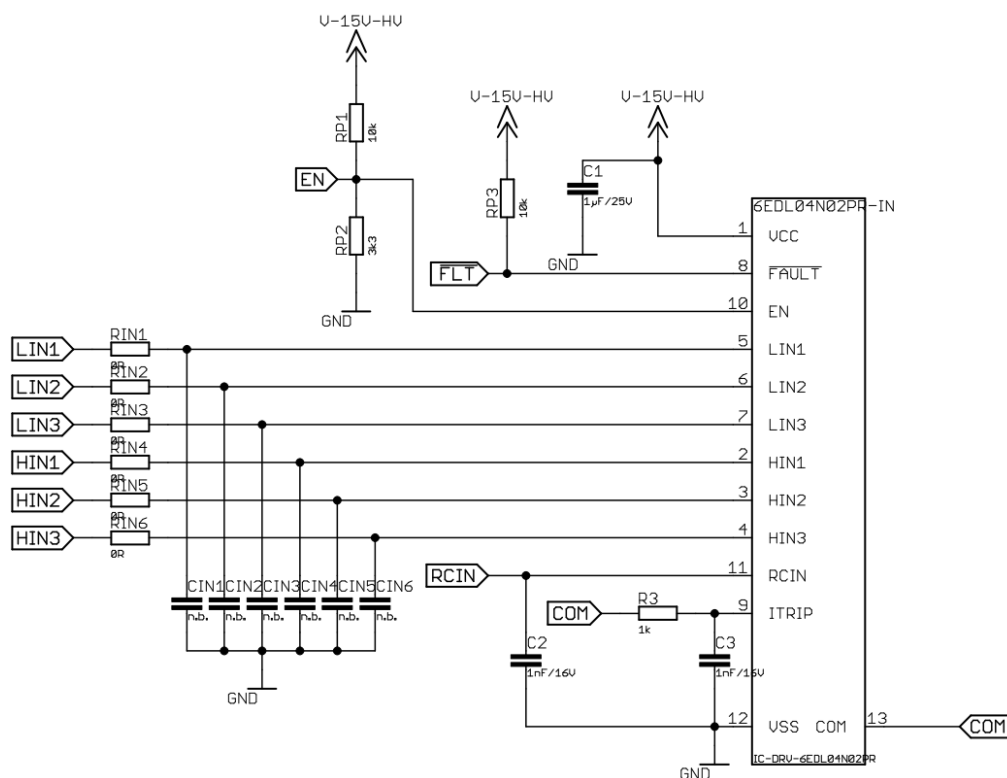 V-15V-HV
RP1
10k
EN
RP2
3k3
GND
V-15V-HV
RP3
10k
FLT
V-15V-HV
C1
1µF/25V
GND
6EDL04N02PR-IN
1 VCC
8 FAULT
10 EN
LIN1 RIN1 0R 5 LIN1
LIN2 RIN2 0R 6 LIN2
LIN3 RIN3 0R 7 LIN3
HIN1 RIN4 0R 2 HIN1
HIN2 RIN5 0R 3 HIN2
HIN3 RIN6 0R 4 HIN3
RCIN 11 RCIN
CIN1 CIN2 CIN3 CIN4 CIN5 CIN6
n.b. n.b. n.b. n.b. n.b. n.b.
GND
COM R3 1k 9 ITRIP
C2
1nF/16V
C3
1nF/16V
12 VSS COM 13 COM
GND
IC-DRV-6EDL04N02PR